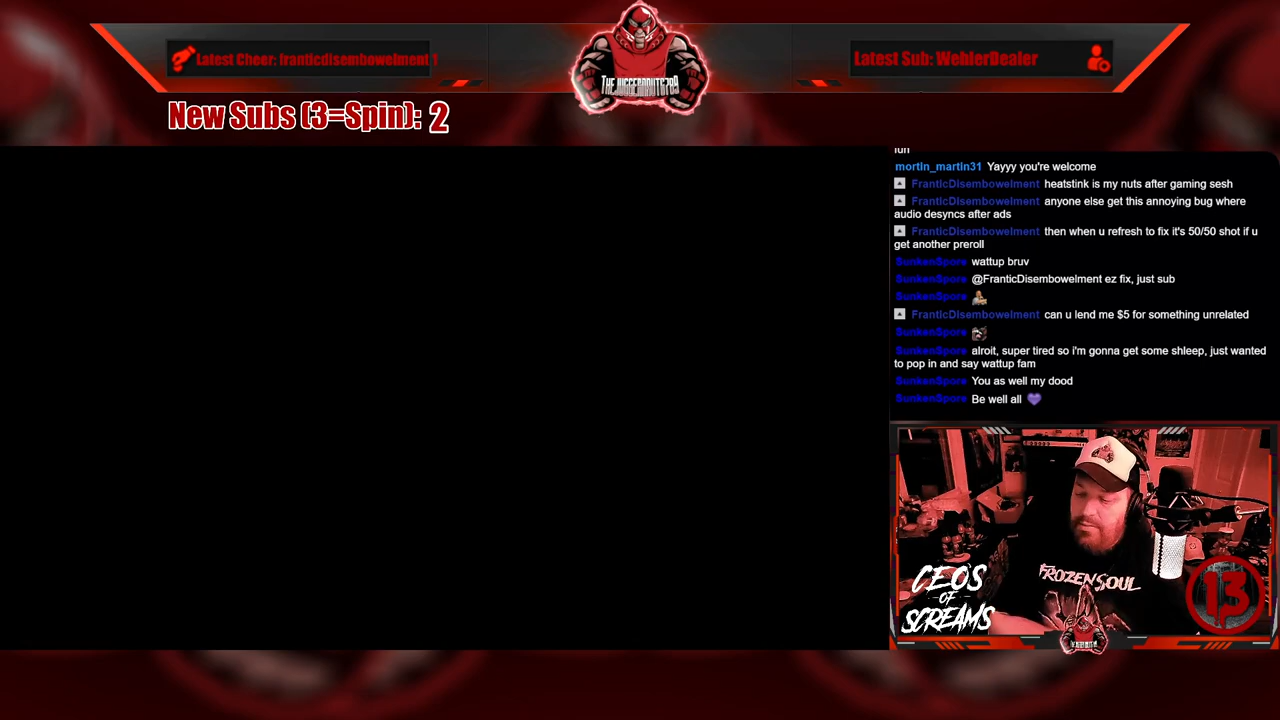 Latest Cheer: franticdisembowelment 1
THEJUGGERNAUT6789
Latest Sub: WehlerDealer
New Subs (3=Spin): 2
fun
mortin_martin31 Yayyy you're welcome
FranticDisembowelment heatstink is my nuts after gaming sesh
FranticDisembowelment anyone else get this annoying bug where
audio desyncs after ads
FranticDisembowelment then when u refresh to fix it's 50/50 shot if u
get another preroll
SunkenSpore wattup bruv
SunkenSpore @FranticDisembowelment ez fix, just sub
SunkenSpore
FranticDisembowelment can u lend me $5 for something unrelated
SunkenSpore
SunkenSpore alroit, super tired so i'm gonna get some shleep, just wanted
to pop in and say wattup fam
SunkenSpore You as well my dood
SunkenSpore Be well all
FROZEN SOUL
CEOS
OF
SCREAMS
13